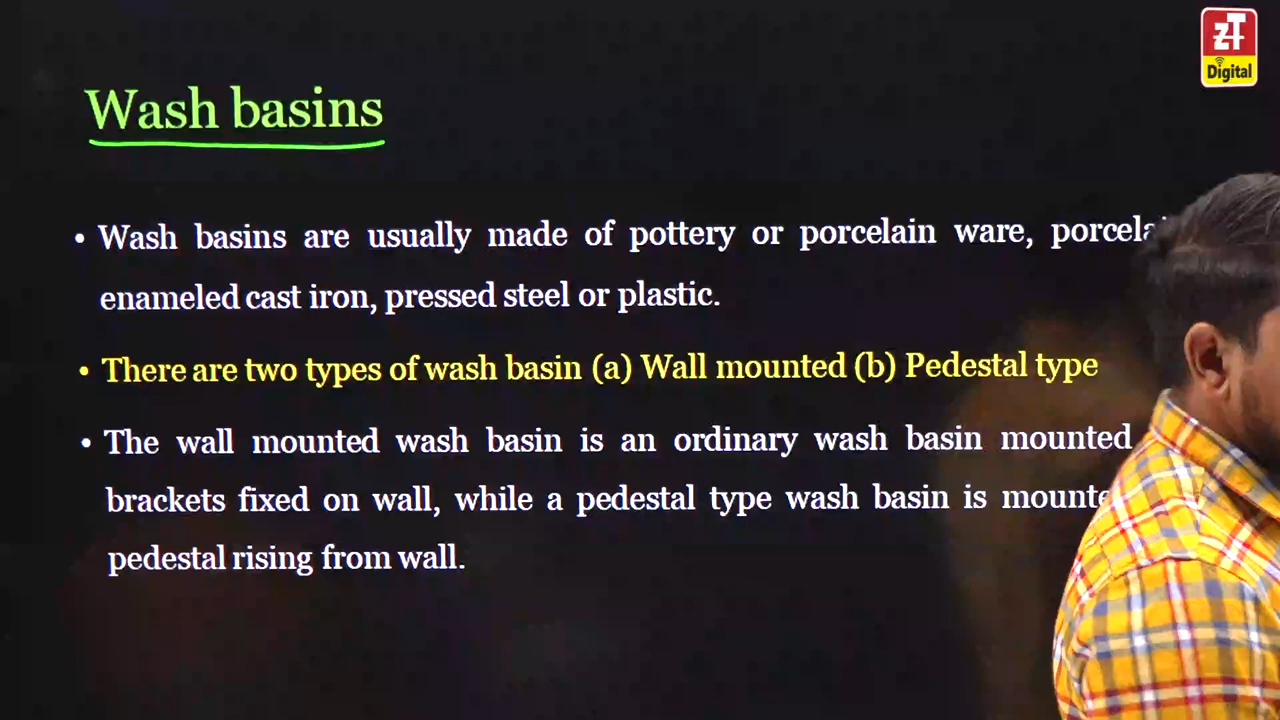 ZT
Digital
Wash basins
• Wash basins are usually made of pottery or porcelain ware,
enameled cast iron, pressed steel or plastic.
• There are two types of wash basin (a) Wall mounted (b) Pedestal type
• The wall mounted wash basin is an ordinary wash basin mounted
brackets fixed on wall, while a pedestal type wash basin is
pedestal rising from wall.